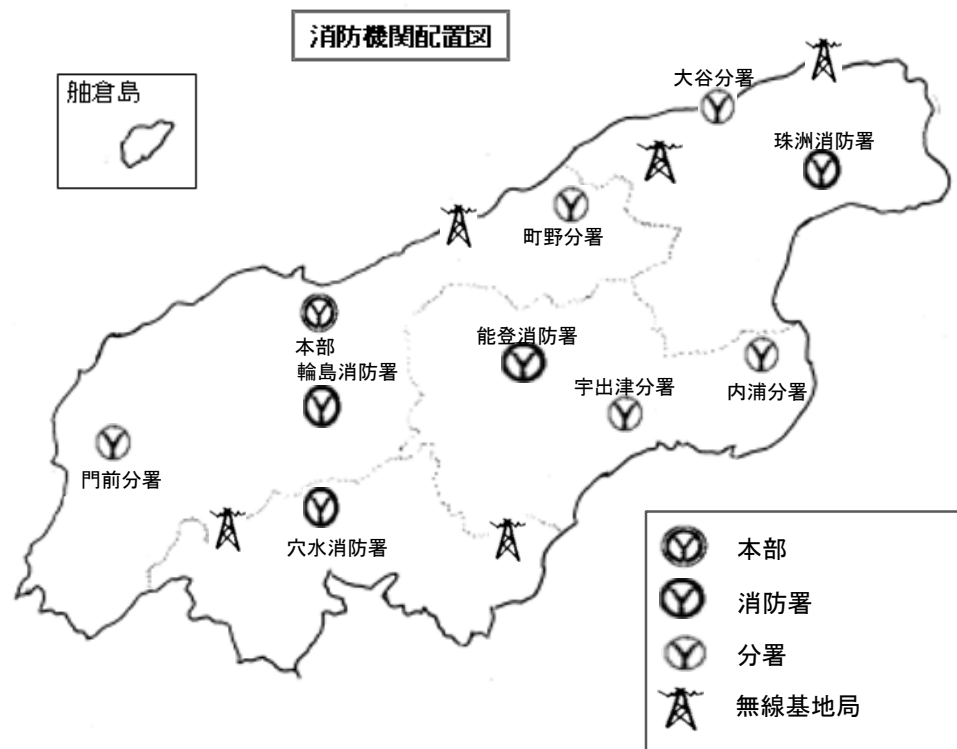 消防機関配置図
舳倉島
大谷分署
珠洲消防署
町野分署
本部
輪島消防署
能登消防署
宇出津分署
内浦分署
門前分署
穴水消防署
本部
消防署
分署
無線基地局